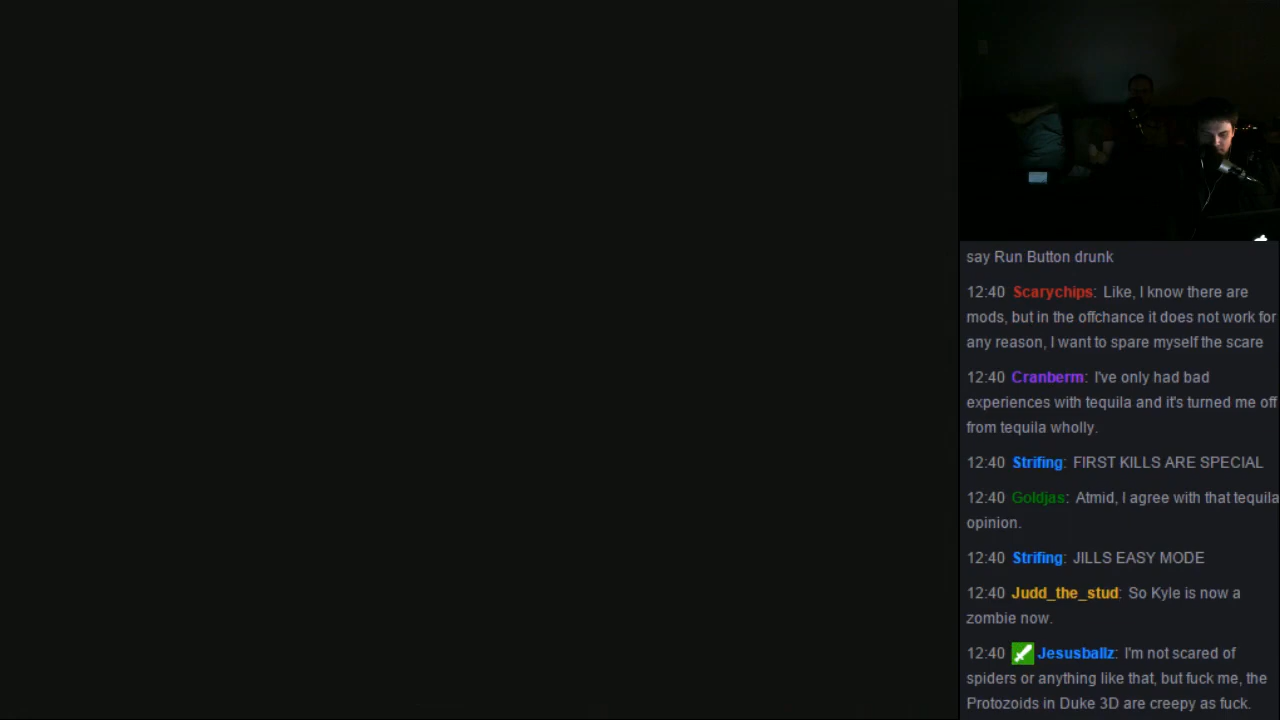 say Run Button drunk
12:40 Scarychips: Like, I know there are
mods, but in the offchance it does not work for
any reason, I want to spare myself the scare
12:40 Cranberm: I've only had bad
experiences with tequila and it's turned me off
from tequila wholly.
12:40 Strifing: FIRST KILLS ARE SPECIAL
12:40 Goldjas: Atmid, I agree with that tequila
opinion.
12:40 Strifing: JILLS EASY MODE
12:40 Judd_the_stud: So Kyle is now a
zombie now.
12:40 Jesusballz: I'm not scared of
spiders or anything like that, but fuck me, the
Protozoids in Duke 3D are creepy as fuck.